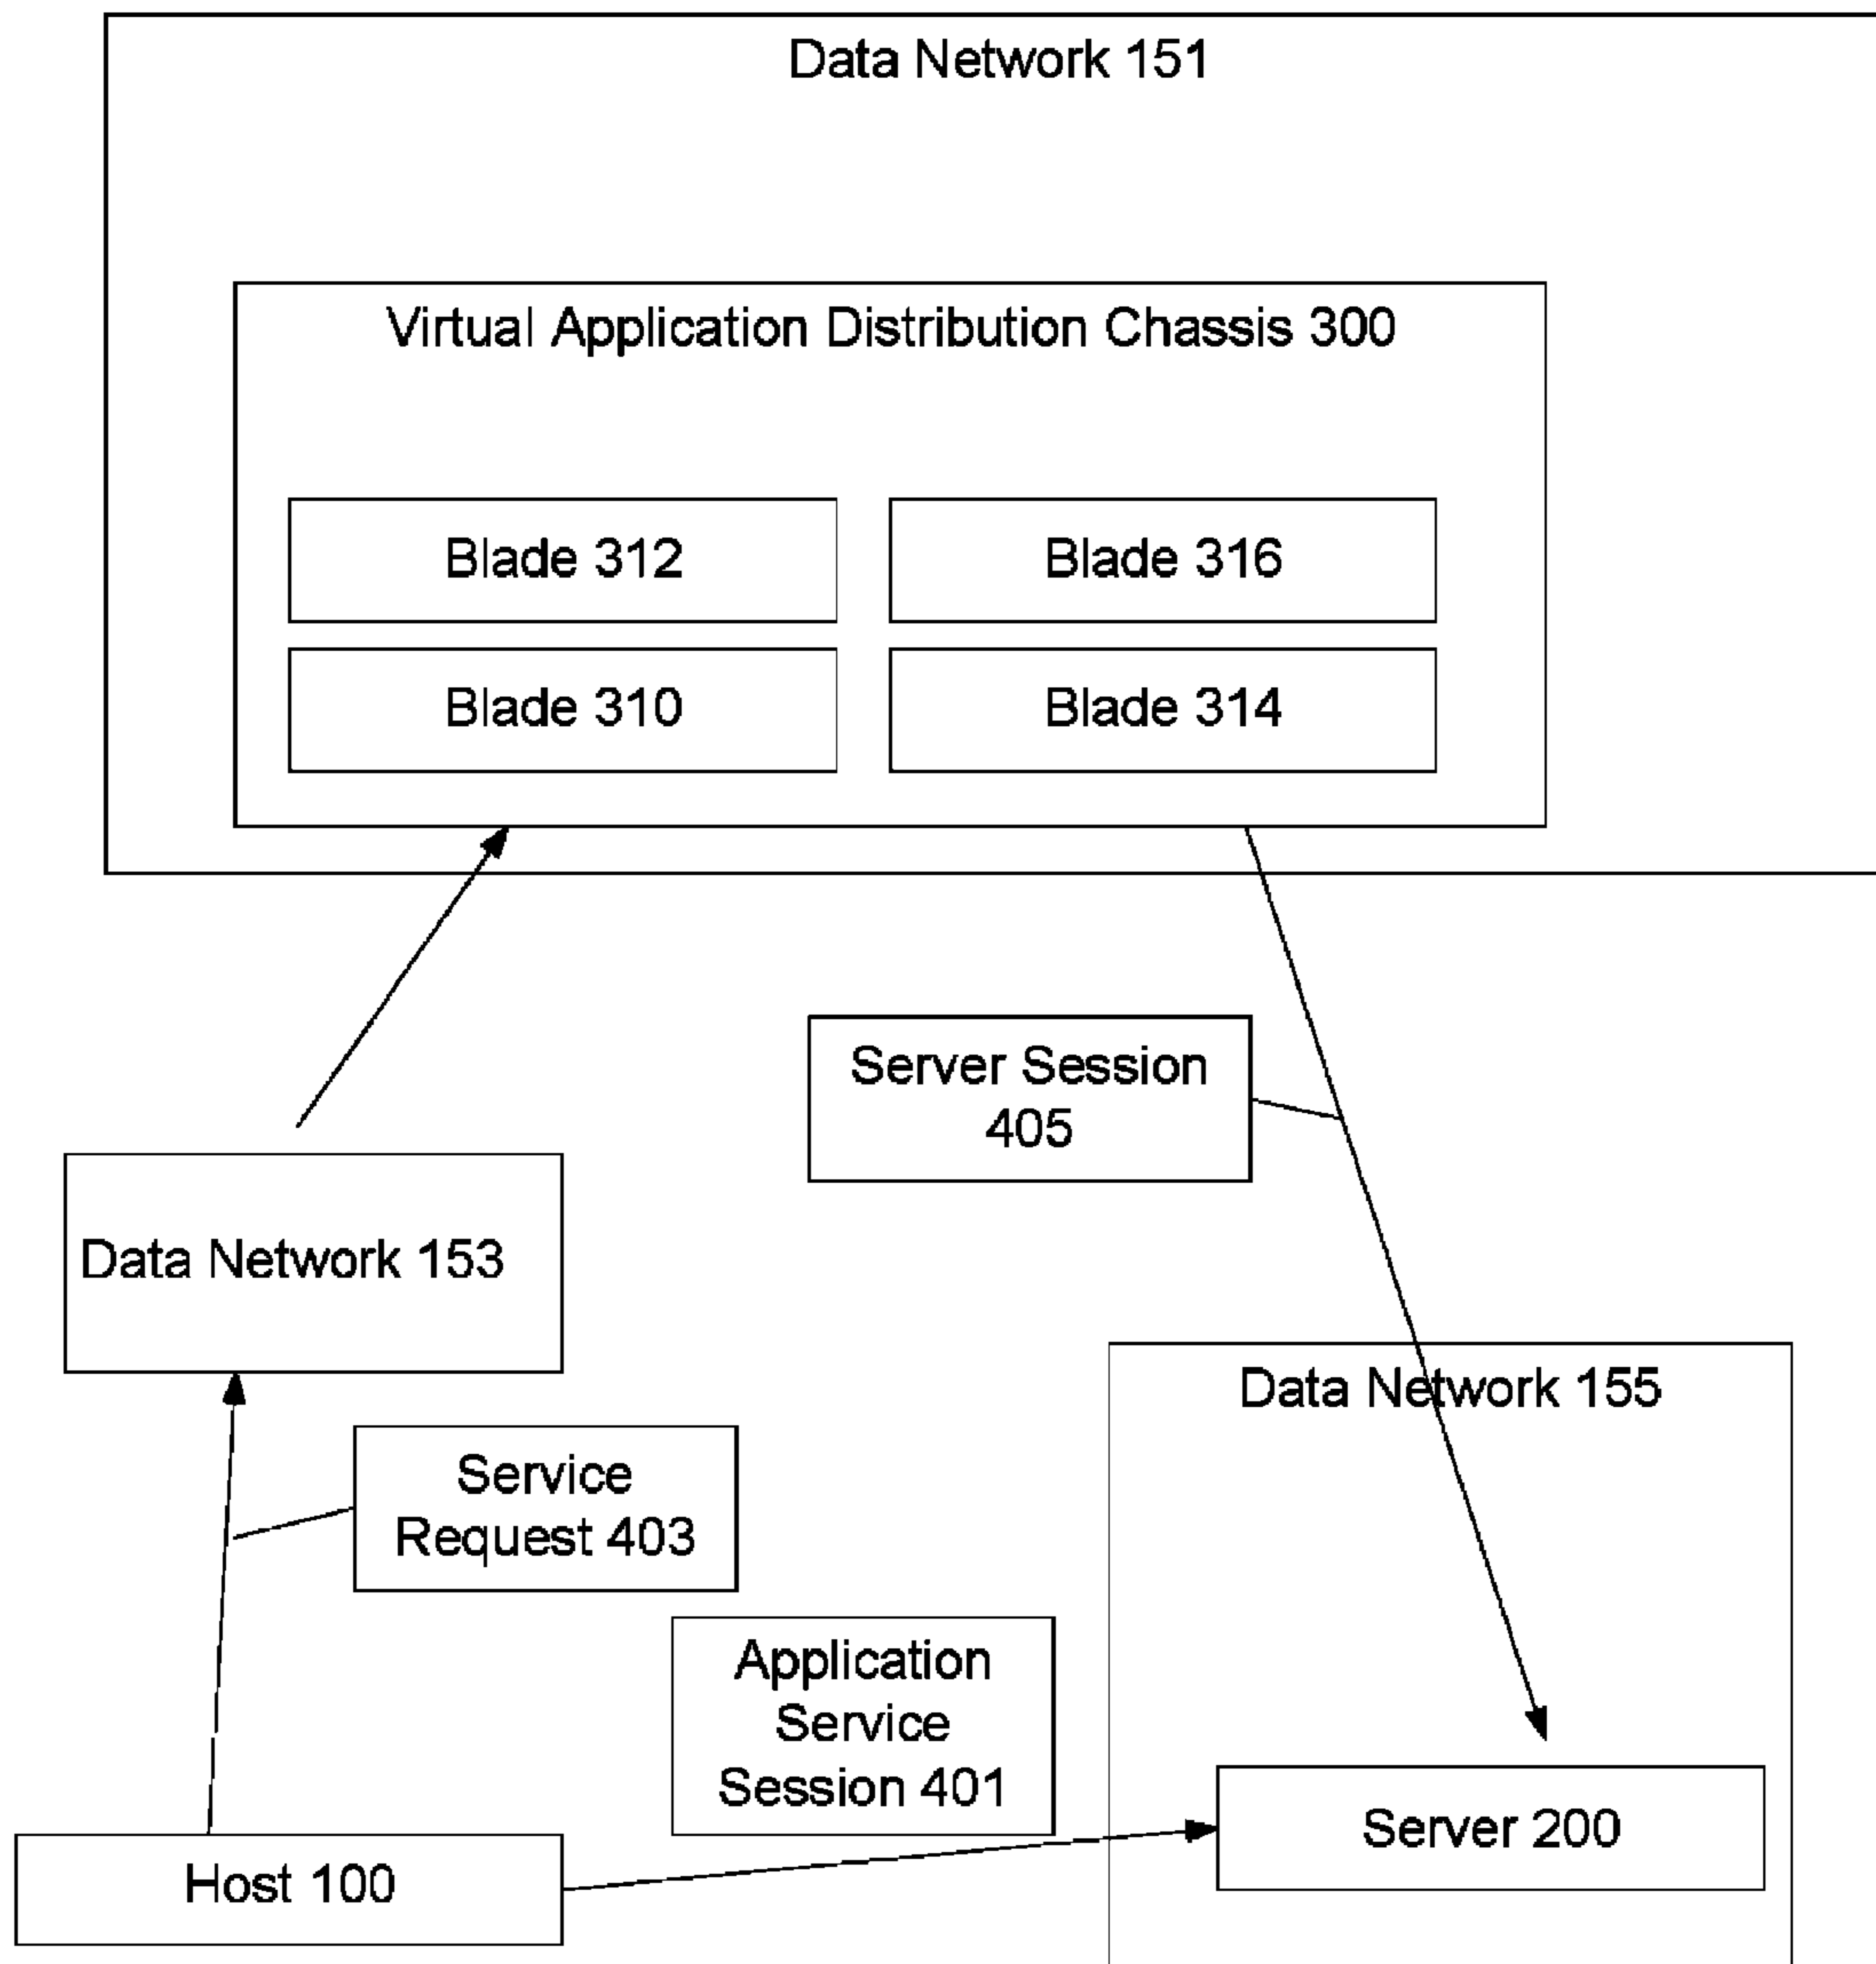 Data Network 151
Virtual Application Distribution Chassis 300
Blade 312
Blade 316
Blade 310
Blade 314
Server Session
405
Data Network 153
Data Network 155
Service
Request 403
Application
Service
Session 401
Server 200
Host 100